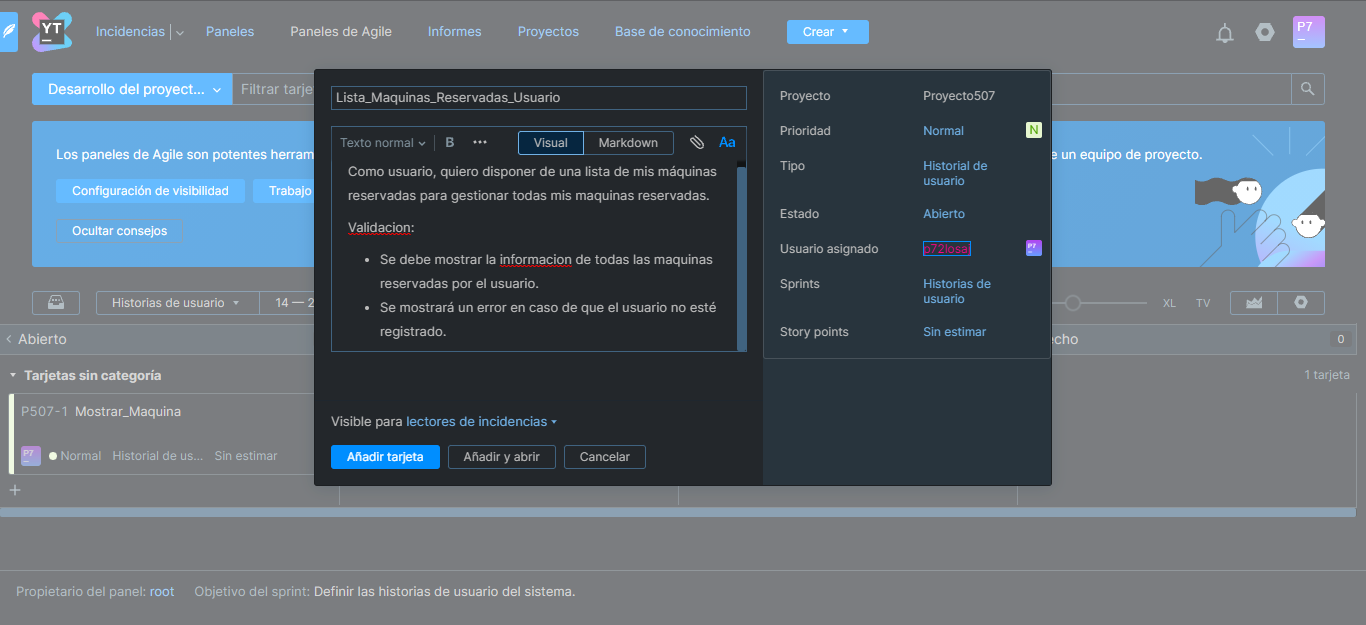 YT
Incidencias
Paneles
Paneles de Agile
Informes
Proyectos
Base de conocimiento
Crear
P7
Desarrollo del proyect...
Filtrar tarje
Los paneles de Agile son potentes herram
e un equipo de proyecto.
Configuración de visibilidad
Trabajo
Ocultar consejos
Historias de usuario
14 — 2
XL
TV
Abierto
echo
0
Tarjetas sin categoría
1 tarjeta
P507-1 Mostrar_Maquina
P7
Normal
Historial de us...
Sin estimar
Lista_Maquinas_Reservadas_Usuario
Texto normal
B
Visual
Markdown
Aa
Como usuario, quiero disponer de una lista de mis máquinas
reservadas para gestionar todas mis maquinas reservadas.
Validacion:
• Se debe mostrar la informacion de todas las maquinas
reservadas por el usuario.
• Se mostrará un error en caso de que el usuario no esté
registrado.
Visible para lectores de incidencias
Añadir tarjeta
Añadir y abrir
Cancelar
Proyecto
Proyecto507
Prioridad
Normal
N
Tipo
Historial de
usuario
Estado
Abierto
Usuario asignado
p72losaj
P7
Sprints
Historias de
usuario
Story points
Sin estimar
Propietario del panel: root
Objetivo del sprint: Definir las historias de usuario del sistema.